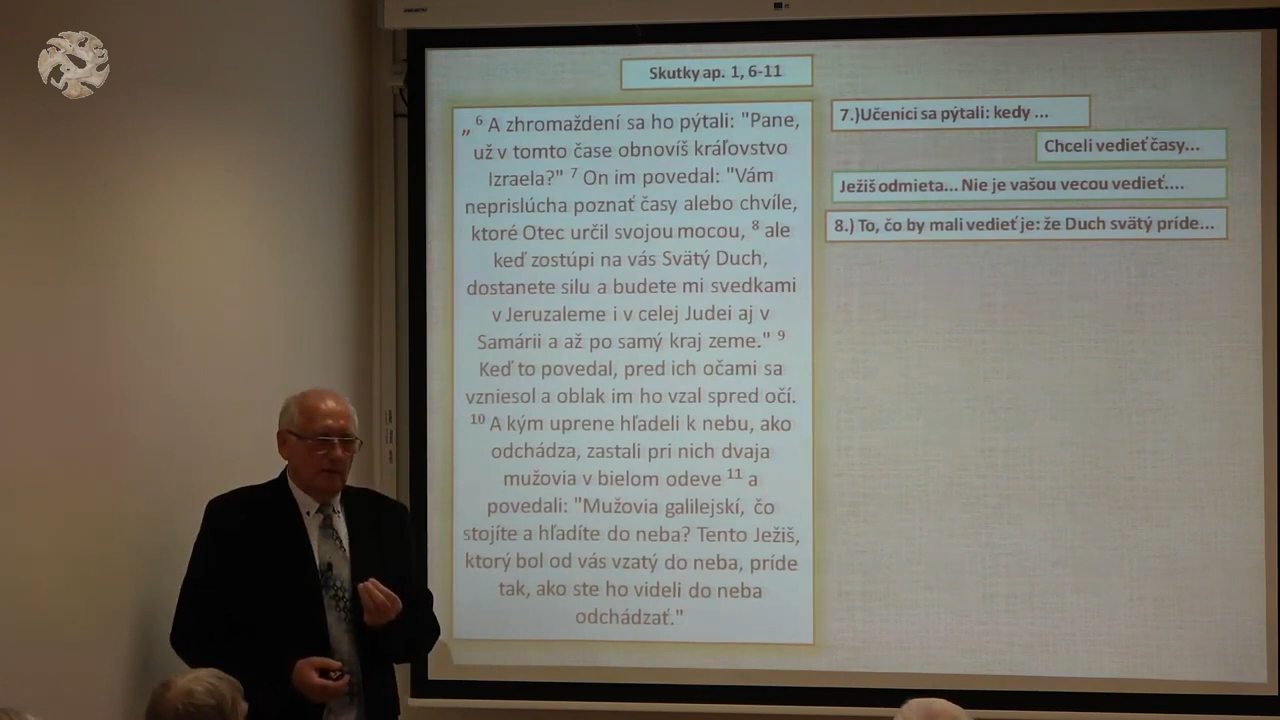 Skutky ap. 1, 6-11
„ ⁶ A zhromaždení sa ho pýtali: "Pane,
už v tomto čase obnovíš kráľovstvo
Izraela?" ⁷ On im povedal: "Vám
neprislúcha poznať časy alebo chvíle,
ktoré Otec určil svojou mocou, ⁸ ale
keď zostúpi na vás Svätý Duch,
dostanete silu a budete mi svedkami
v Jeruzaleme i v celej Judei aj v
Samárii a až po samý kraj zeme." ⁹
Keď to povedal, pred ich očami sa
vzniesol a oblak im ho vzal spred očí.
¹⁰ A kým uprene hľadeli k nebu, ako
odchádza, zastali pri nich dvaja
mužovia v bielom odeve ¹¹ a
povedali: "Mužovia galilejskí, čo
stojíte a hľadíte do neba? Tento Ježiš,
ktorý bol od vás vzatý do neba, príde
tak, ako ste ho videli do neba
odchádzať."
7.)Učeníci sa pýtali: kedy ...
Chceli vedieť časy...
Ježiš odmieta... Nie je vašou vecou vedieť....
8.) To, čo by mali vedieť je: že Duch svätý príde...